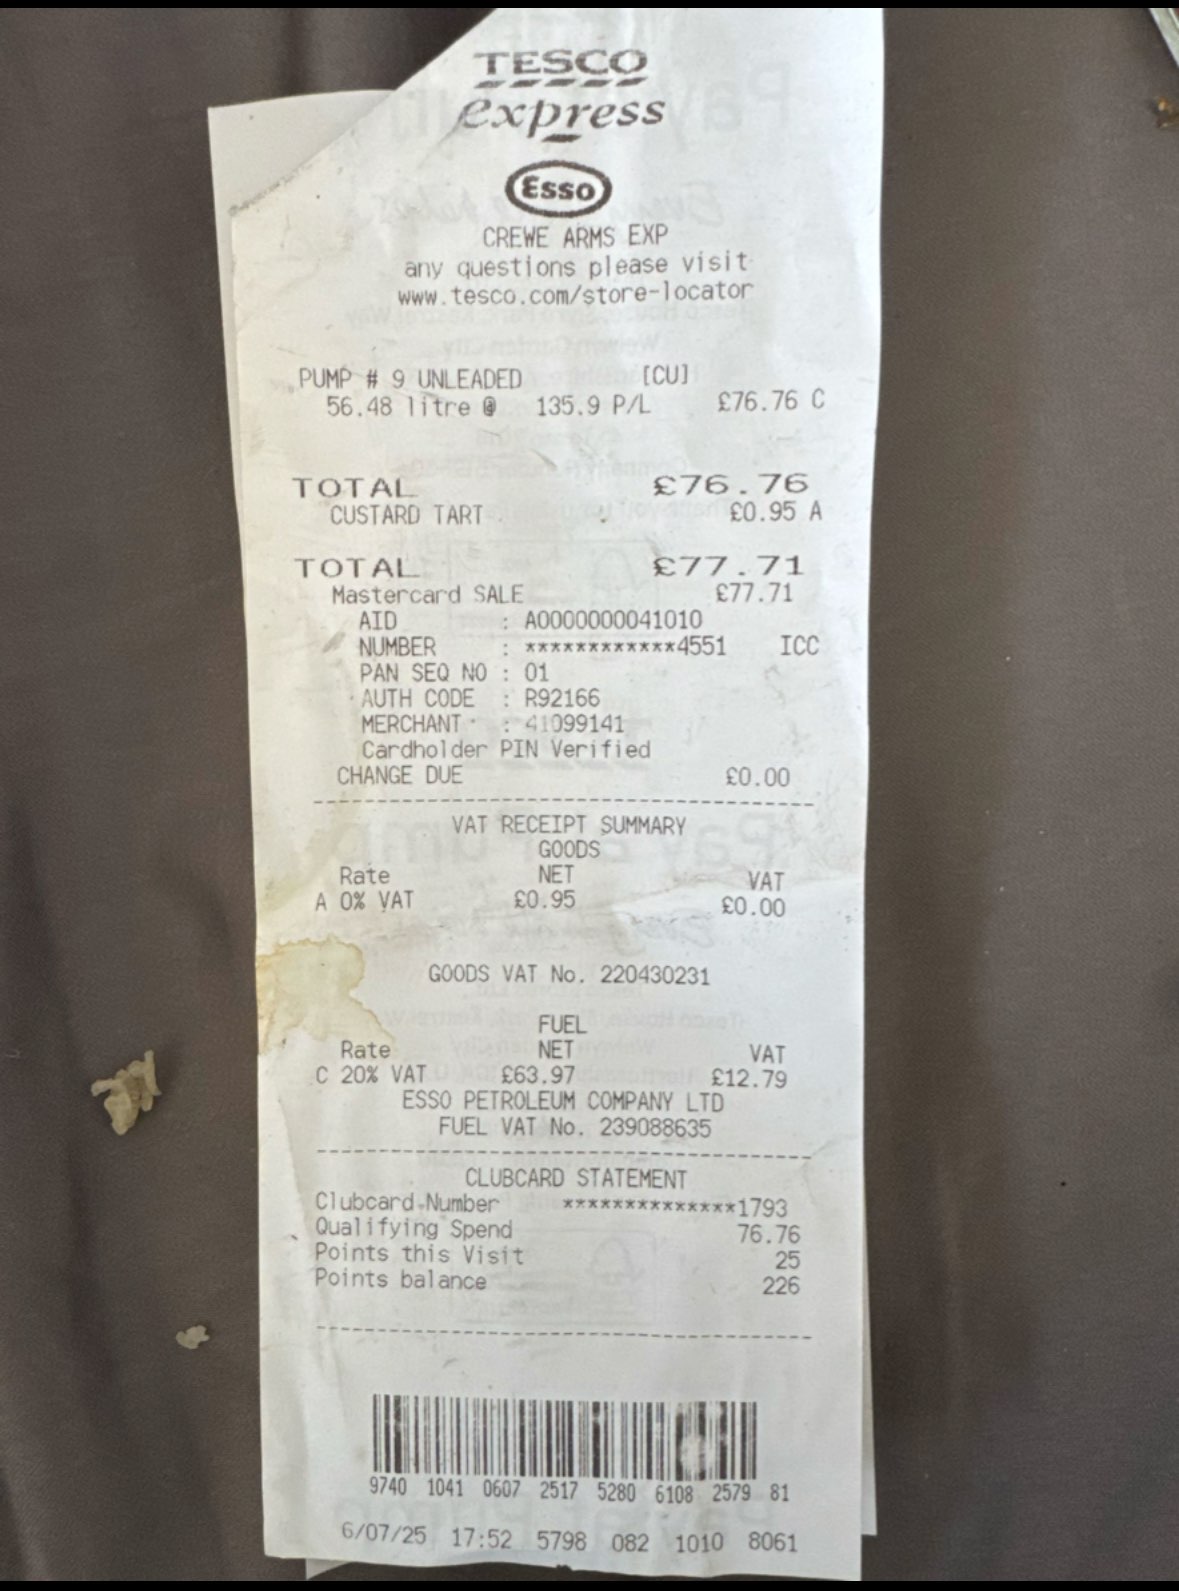 TESCO
express
Esso
CREWE ARMS EXP
any questions please visit
www.tesco.com/store-locator
PUMP # 9 UNLEADED [CU]
56.48 litre @ 135.9 P/L £76.76 C
TOTAL £76.76
CUSTARD TART £0.95 A
TOTAL £77.71
Mastercard SALE £77.71
AID : A0000000041010
NUMBER : ************4551 ICC
PAN SEQ NO : 01
AUTH CODE : R92166
MERCHANT : 41099141
Cardholder PIN Verified
CHANGE DUE £0.00
VAT RECEIPT SUMMARY
GOODS
Rate NET VAT
A 0% VAT £0.95 £0.00
GOODS VAT No. 220430231
FUEL
Rate NET VAT
C 20% VAT £63.97 £12.79
ESSO PETROLEUM COMPANY LTD
FUEL VAT No. 239088635
CLUBCARD STATEMENT
Clubcard Number **************1793
Qualifying Spend 76.76
Points this Visit 25
Points balance 226
9740 1041 0607 2517 5280 6108 2579 81
6/07/25 17:52 5798 082 1010 8061